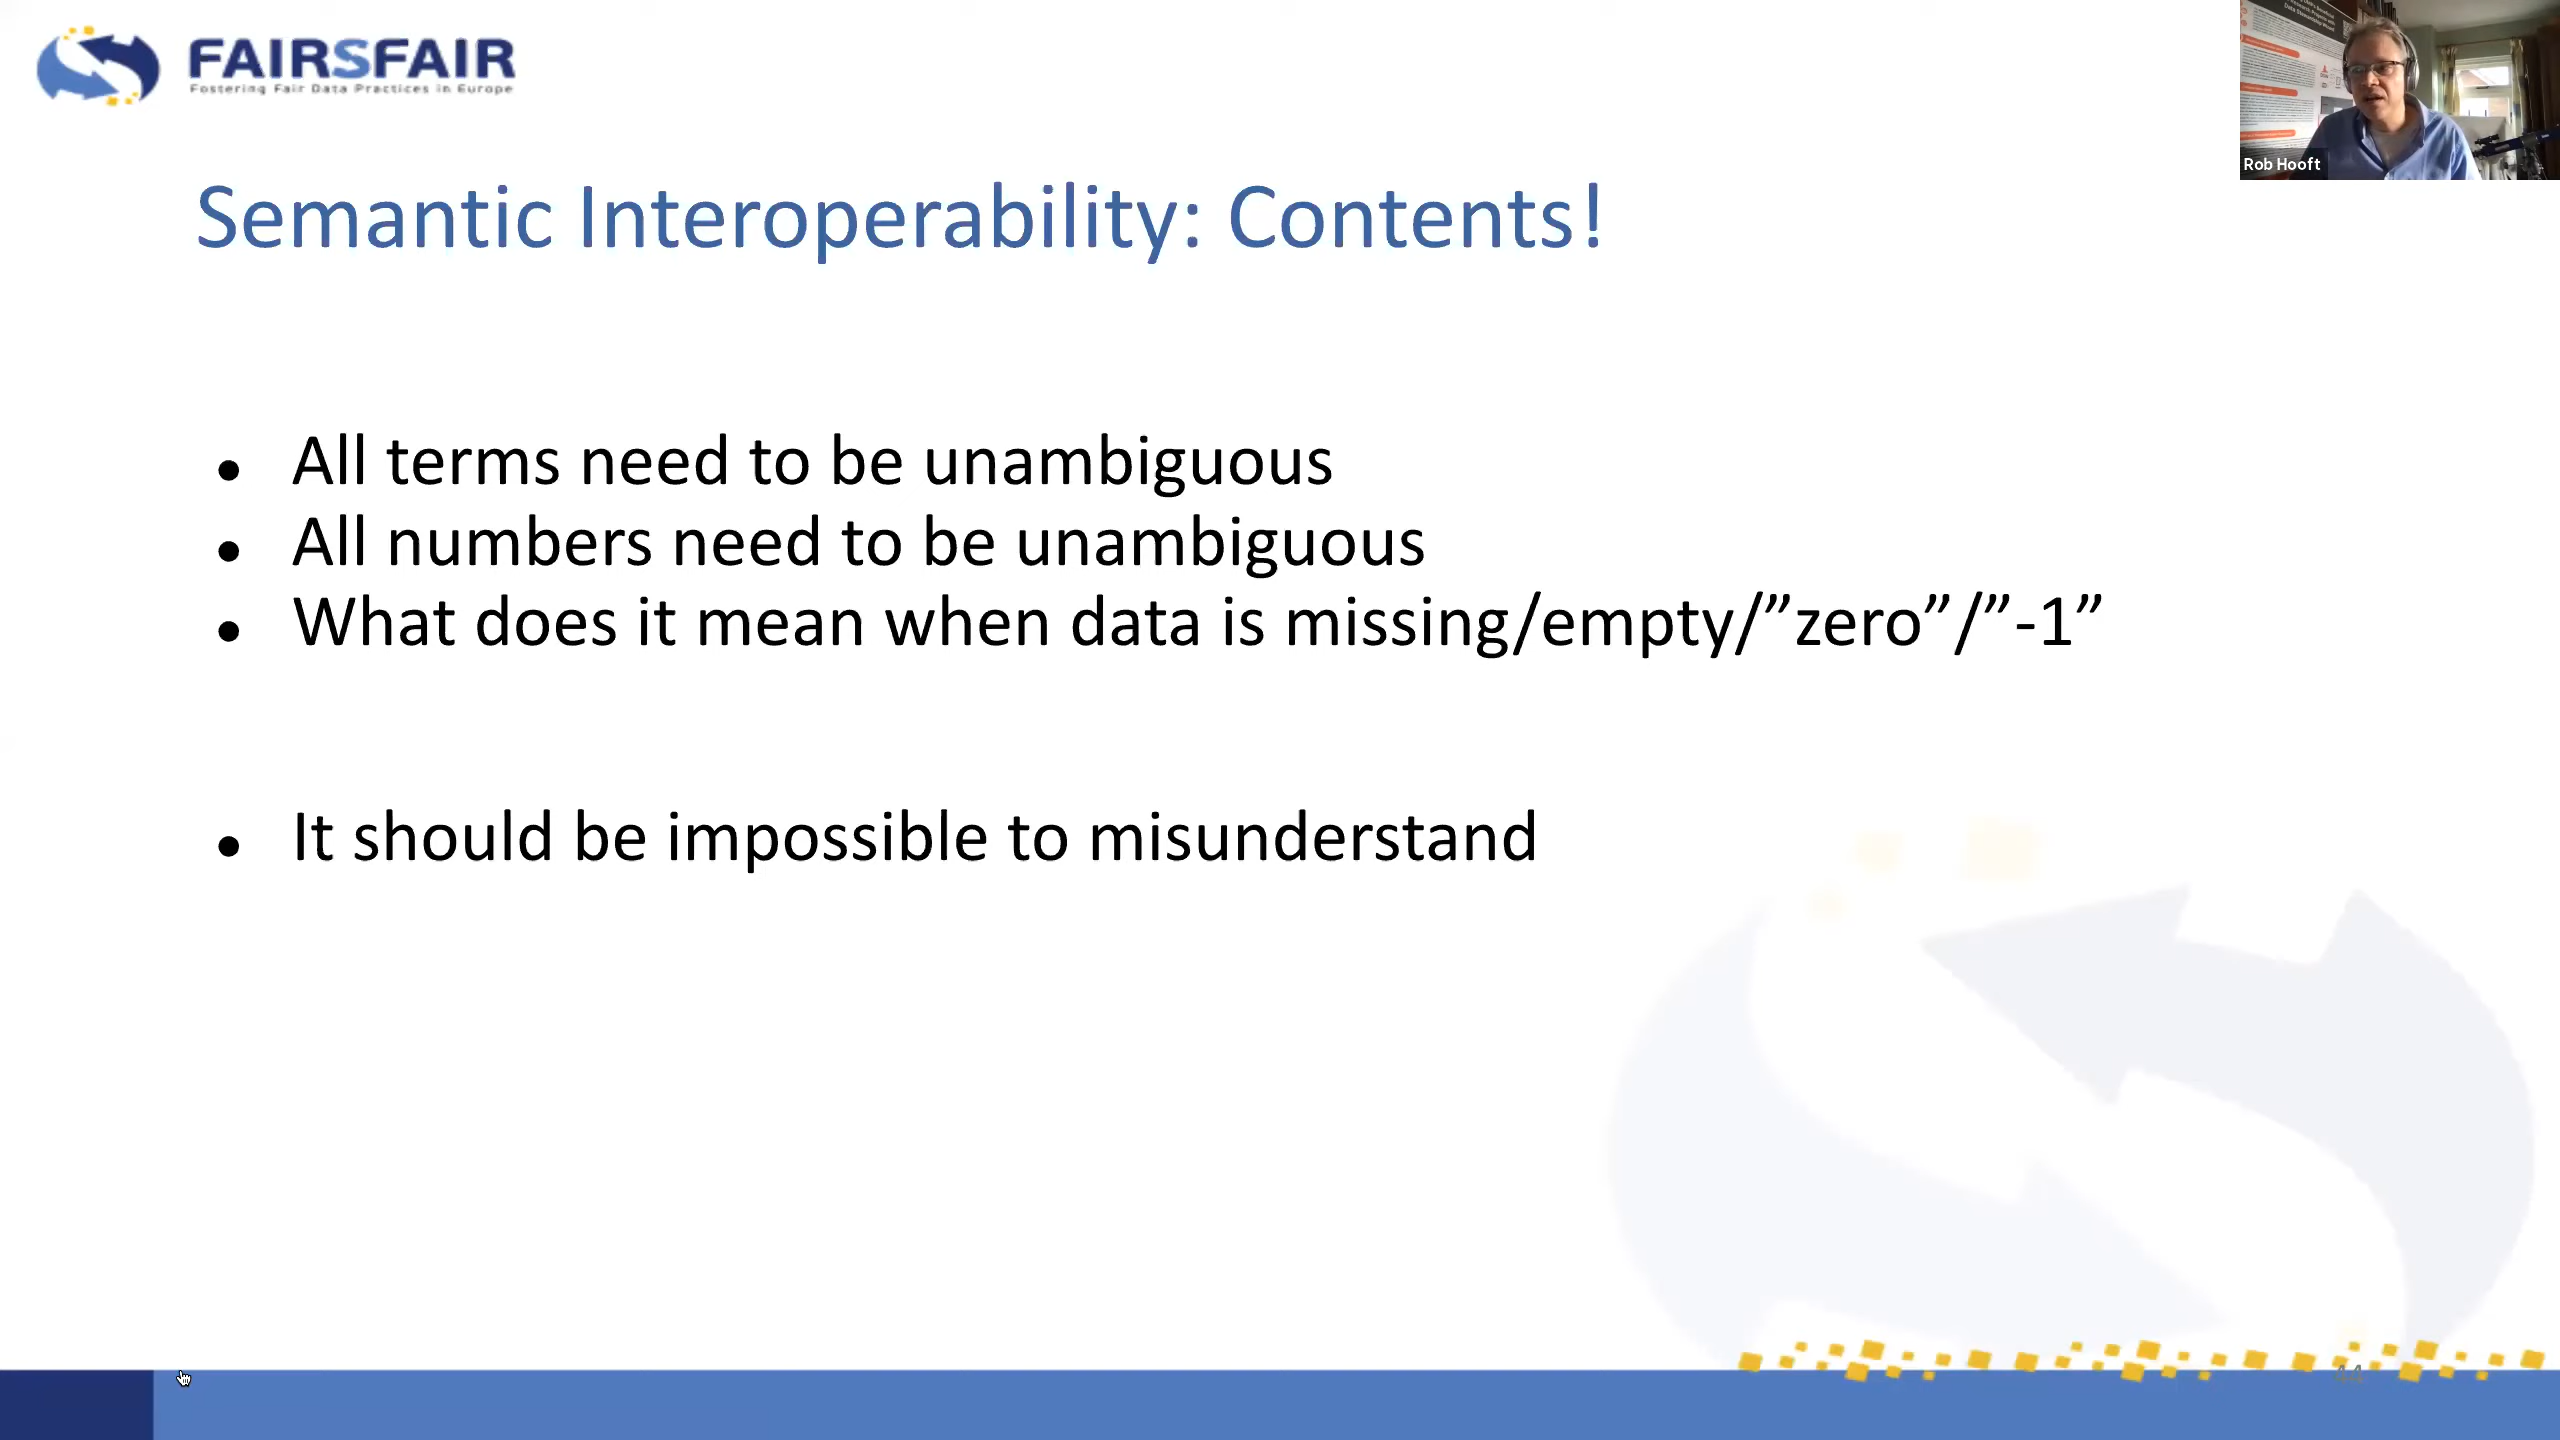 FAIRSFAIR
Fostering Fair Data Practices in Europe
Rob Hooft
Semantic Interoperability: Contents!
● All terms need to be unambiguous
● All numbers need to be unambiguous
● What does it mean when data is missing/empty/”zero”/”-1”
● It should be impossible to misunderstand